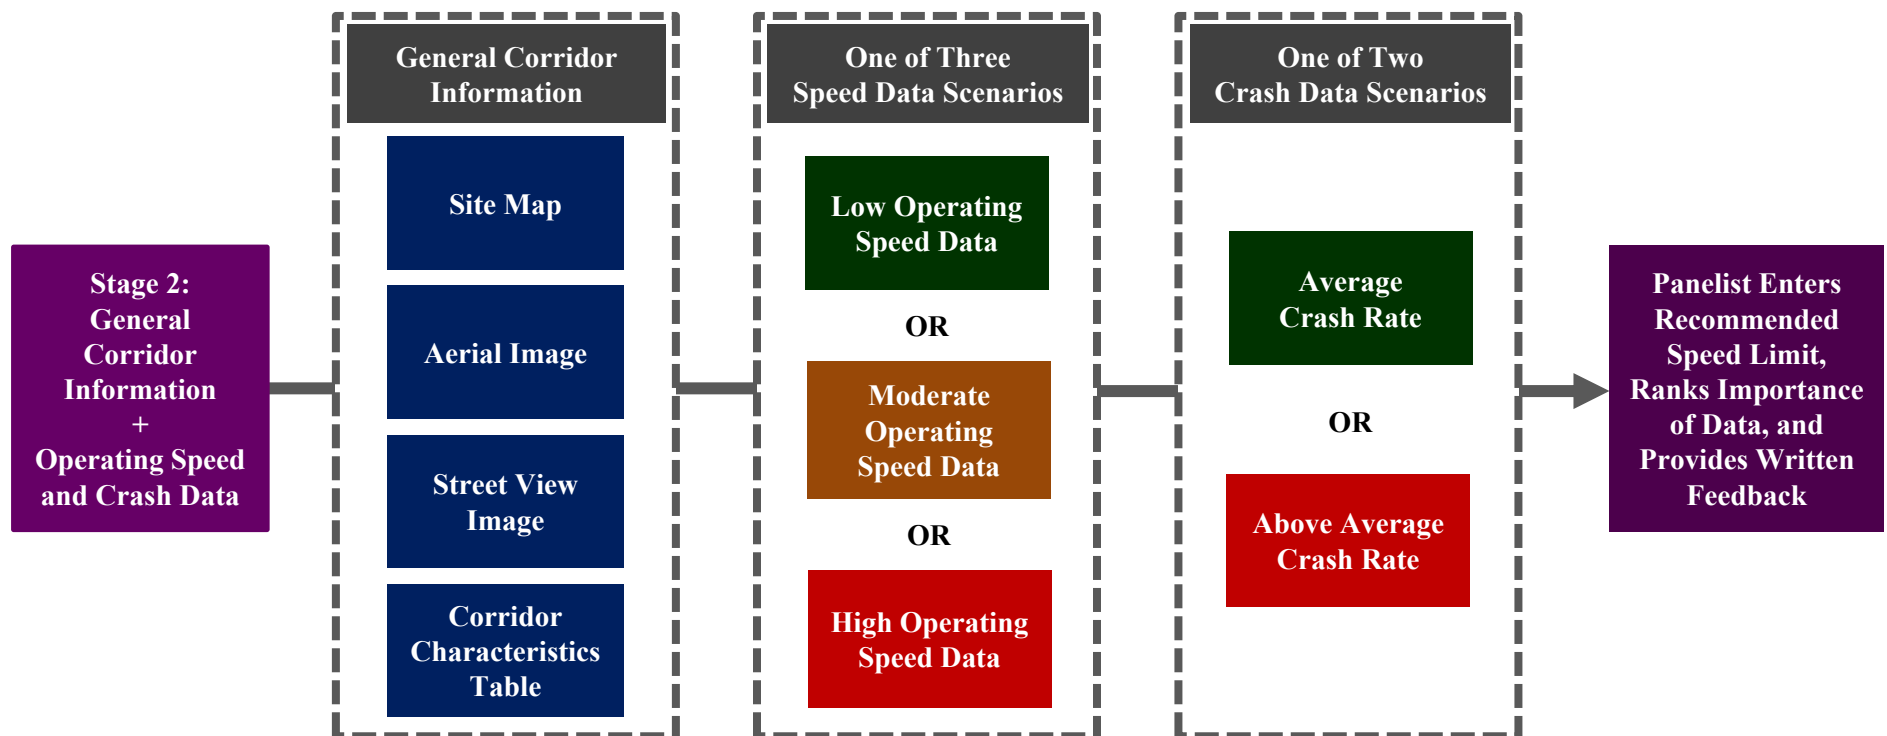 Stage 2:
General
Corridor
Information
+
Operating Speed
and Crash Data
General Corridor
Information
Site Map
Aerial Image
Street View
Image
Corridor
Characteristics
Table
One of Three
Speed Data Scenarios
Low Operating
Speed Data
OR
Moderate
Operating
Speed Data
OR
High Operating
Speed Data
One of Two
Crash Data Scenarios
Average
Crash Rate
OR
Above Average
Crash Rate
Panelist Enters
Recommended
Speed Limit,
Ranks Importance
of Data, and
Provides Written
Feedback